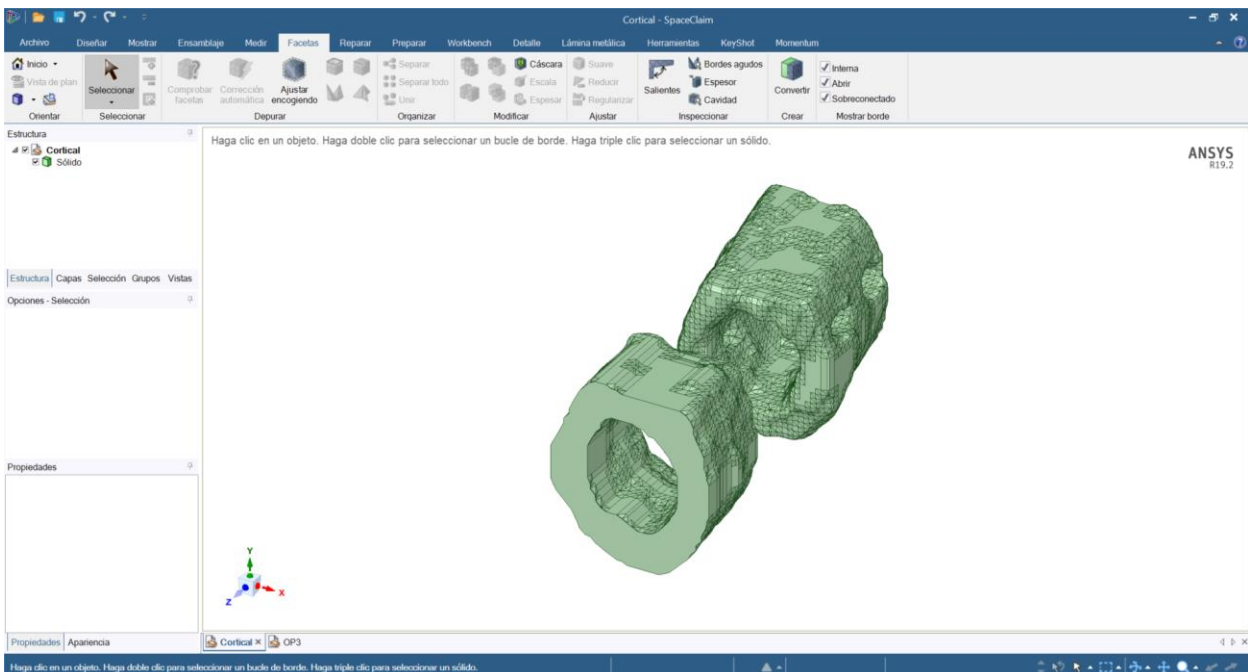 Cortical - SpaceClaim
Archivo Diseñar Mostrar Ensamblaje Medir Facetas Reparar Preparar Workbench Detalle Lámina metálica Herramientas KeyShot Momentum
Inicio
Vista de plan
Orientar
Seleccionar
Seleccionar
Comprobar facetas
Corrección automática
Ajustar encogiendo
Depurar
Separar
Separar todo
Unir
Organizar
Cáscara
Escala
Espesar
Modificar
Suave
Reducir
Regularizar
Ajustar
Salientes
Bordes agudos
Espesor
Cavidad
Inspeccionar
Convertir
Crear
Interna
Abrir
Sobreconectado
Mostrar borde
Estructura
Cortical
Sólido
Estructura Capas Selección Grupos Vistas
Opciones - Selección
Propiedades
Propiedades Apariencia
Haga clic en un objeto. Haga doble clic para seleccionar un bucle de borde. Haga triple clic para seleccionar un sólido.
ANSYS
R19.2
Y
X
Z
Cortical OP3
Haga clic en un objeto. Haga doble clic para seleccionar un bucle de borde. Haga triple clic para seleccionar un sólido.